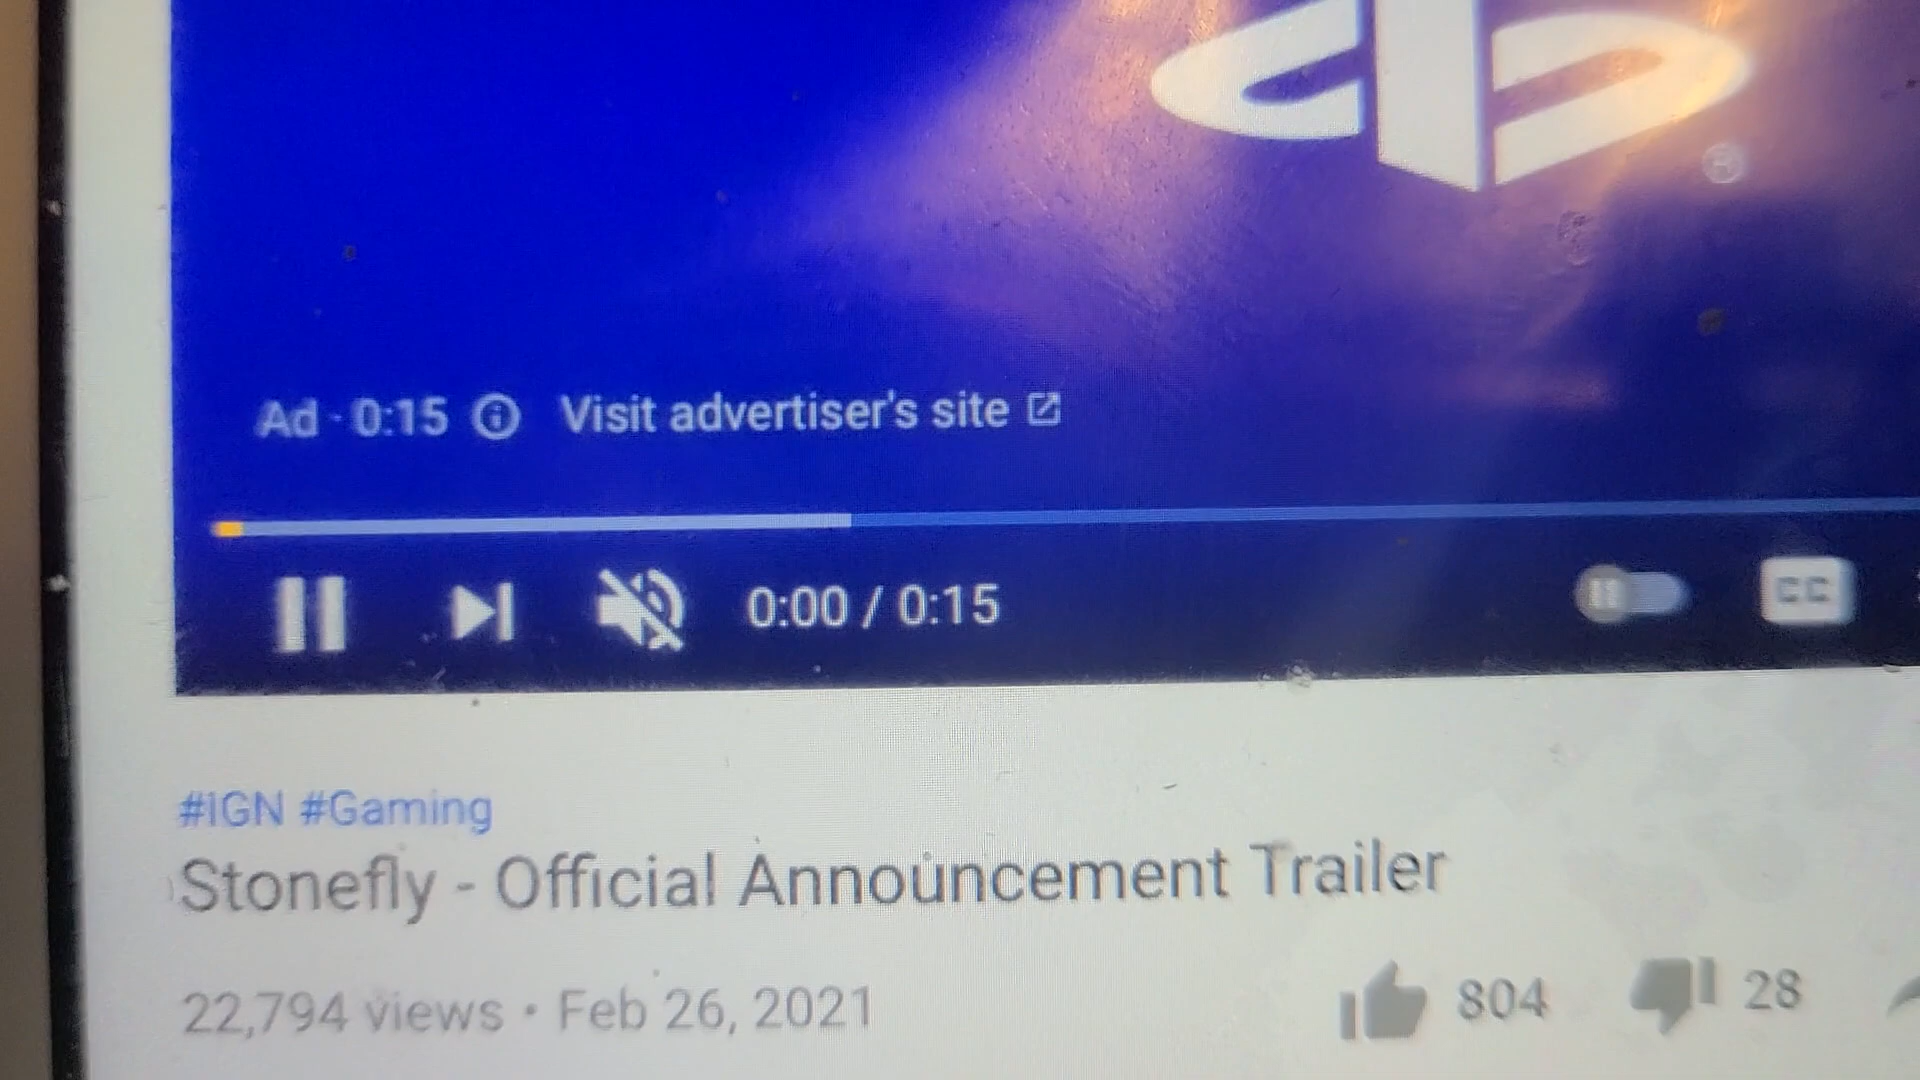 Ad · 0:15 Visit advertiser's site
0:00 / 0:15
CC
#IGN #Gaming
Stonefly - Official Announcement Trailer
22,794 views • Feb 26, 2021
804
28